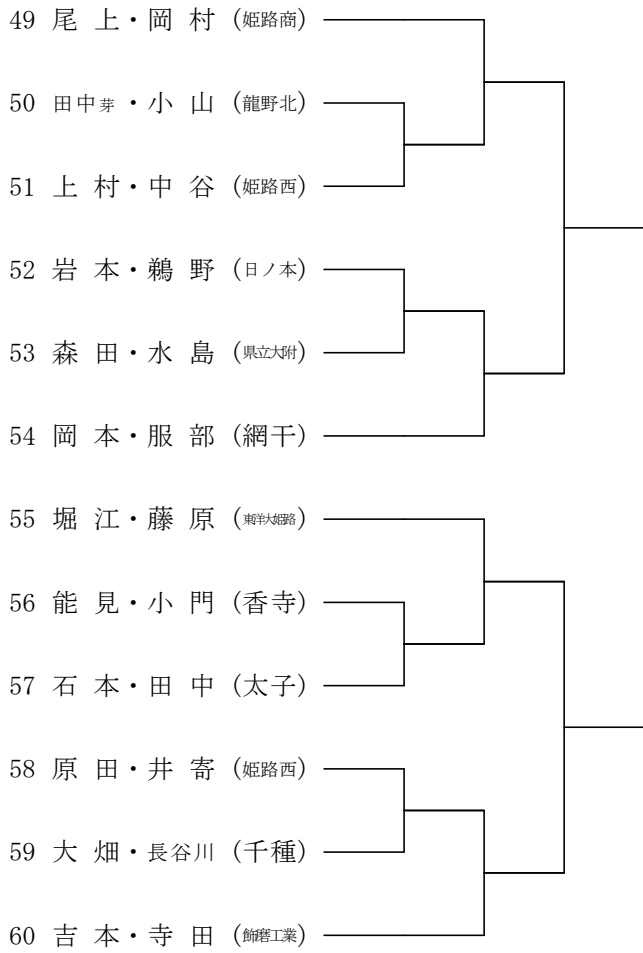 49 尾 上・岡 村 (姫路商)
50 田中芽・小 山 (龍野北)
51 上 村・中 谷 (姫路西)
52 岩 本・鵜 野 (日ノ本)
53 森 田・水 島 (県立大附)
54 岡 本・服 部 (網干)
55 堀 江・藤 原 (東洋大姫路)
56 能 見・小 門 (香寺)
57 石 本・田 中 (太子)
58 原 田・井 寄 (姫路西)
59 大 畑・長谷川 (千種)
60 吉 本・寺 田 (飾磨工業)